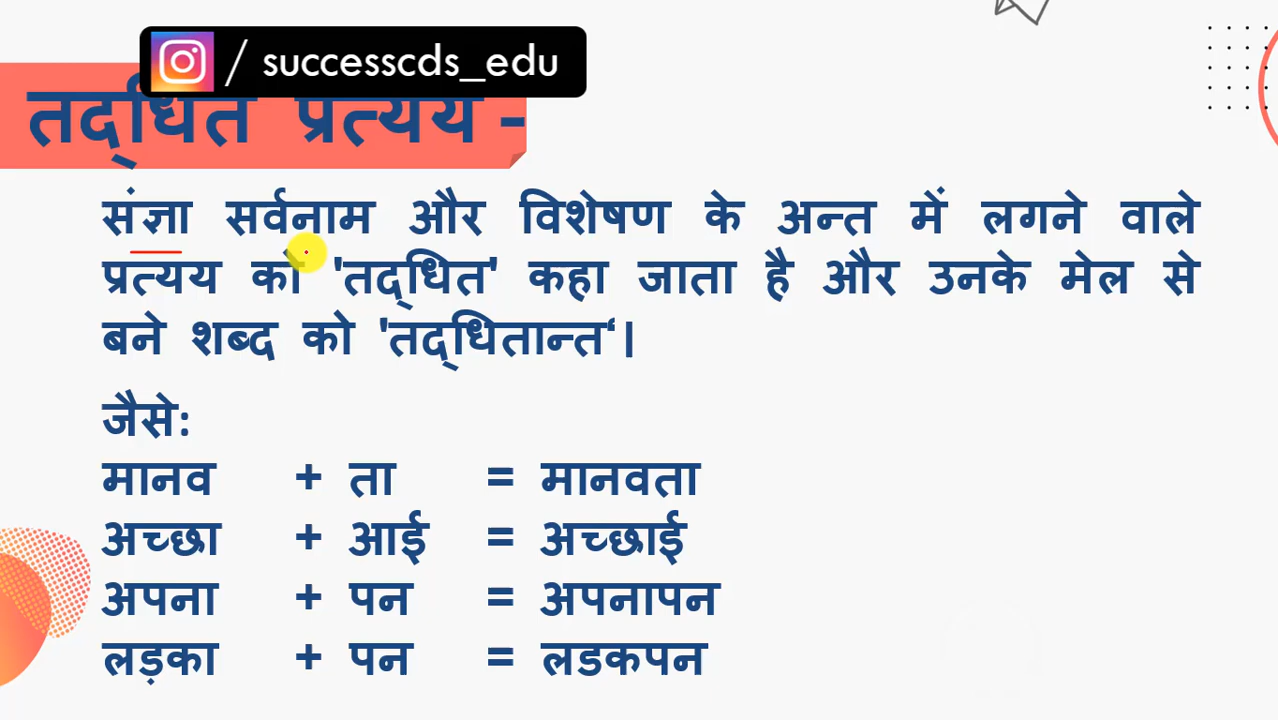 / successcds_edu
तद्धित प्रत्यय -
संज्ञा सर्वनाम और विशेषण के अन्त में लगने वाले
प्रत्यय को 'तद्धित' कहा जाता है और उनके मेल से
बने शब्द को 'तद्धितान्त‘।
जैसे:
मानव + ता = मानवता
अच्छा + आई = अच्छाई
अपना + पन = अपनापन
लड़का + पन = लडकपन